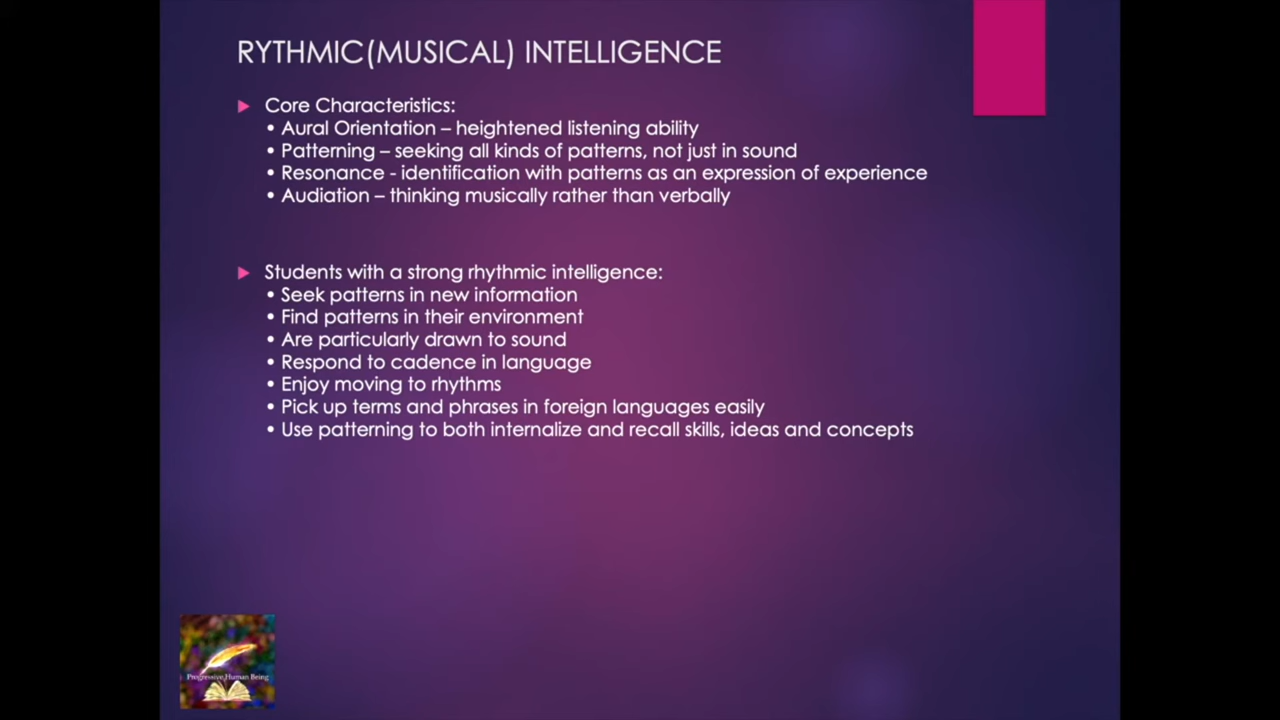 RYTHMIC(MUSICAL) INTELLIGENCE
Core Characteristics:
• Aural Orientation – heightened listening ability
• Patterning – seeking all kinds of patterns, not just in sound
• Resonance - identification with patterns as an expression of experience
• Audiation – thinking musically rather than verbally
Students with a strong rhythmic intelligence:
• Seek patterns in new information
• Find patterns in their environment
• Are particularly drawn to sound
• Respond to cadence in language
• Enjoy moving to rhythms
• Pick up terms and phrases in foreign languages easily
• Use patterning to both internalize and recall skills, ideas and concepts
Progressive Human Being